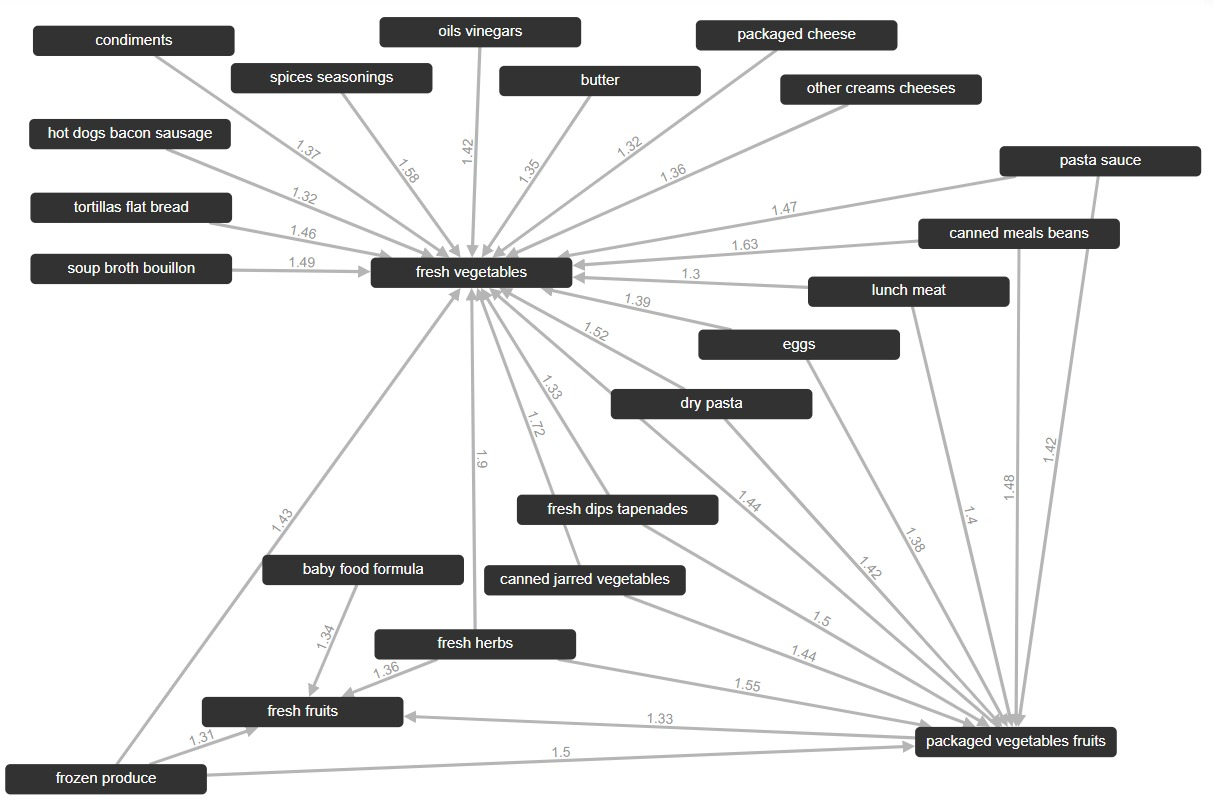 oils vinegars
packaged cheese
condiments
spices seasonings
butter
other creams cheeses
hot dogs bacon sausage
1.37
1.58
1.42
1.35
1.32
1.36
pasta sauce
1.32
tortillas flat bread
1.46
1.47
canned meals beans
1.63
soup broth bouillon
1.49
fresh vegetables
1.3
lunch meat
1.39
1.52
eggs
1.33
dry pasta
1.72
1.9
1.42
1.48
1.44
1.4
fresh dips tapenades
1.43
1.38
1.42
baby food formula
canned jarred vegetables
1.5
1.34
fresh herbs
1.44
1.36
1.55
fresh fruits
1.33
1.31
packaged vegetables fruits
1.5
frozen produce